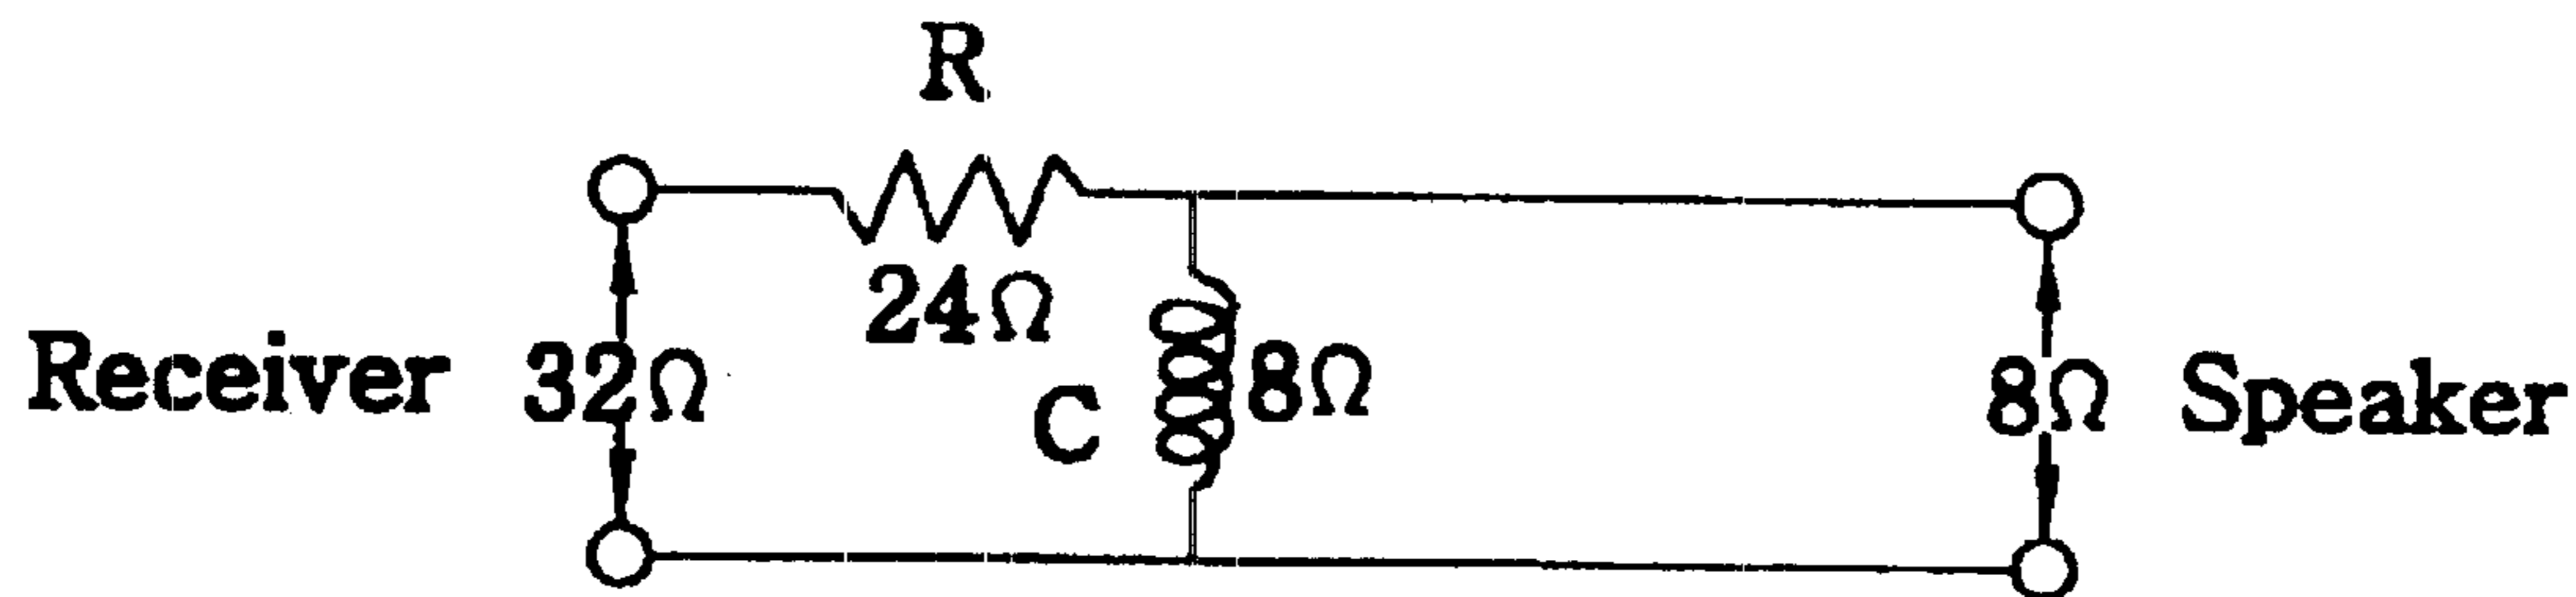 R
24Ω
Receiver 32Ω
C
8Ω
8Ω Speaker